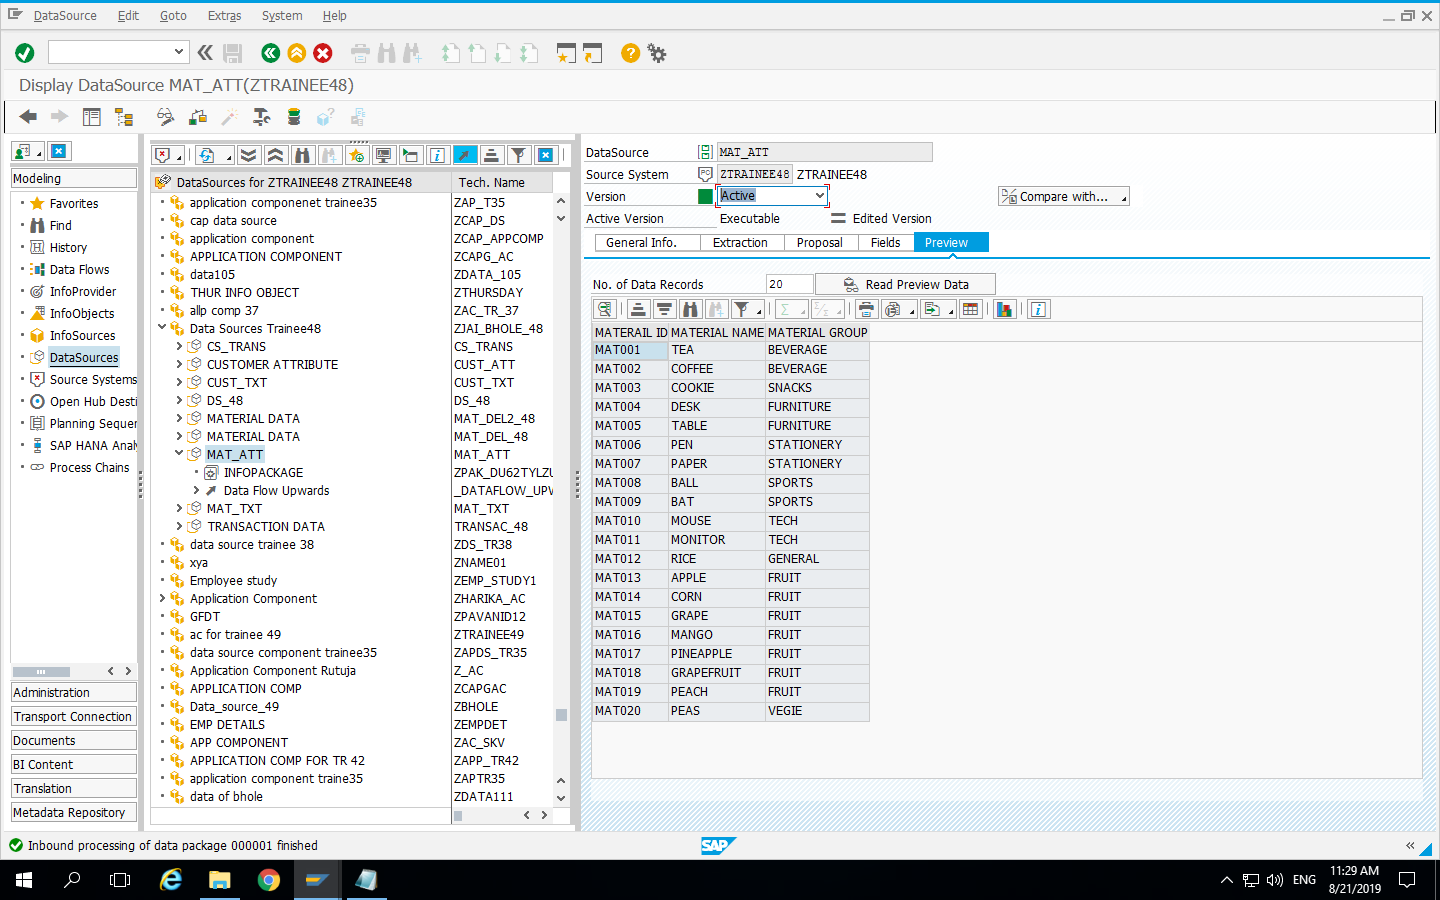 DataSource Edit Goto Extras System Help
Display DataSource MAT_ATT(ZTRAINEE48)
Modeling
Favorites
Find
History
Data Flows
InfoProvider
InfoObjects
InfoSources
DataSources
Source Systems
Open Hub Desti
Planning Sequer
SAP HANA Analy
Process Chains
Administration
Transport Connection
Documents
BI Content
Translation
Metadata Repository
DataSources for ZTRAINEE48 ZTRAINEE48 Tech. Name
application componenet trainee35 ZAP_T35
cap data source ZCAP_DS
application component ZCAP_APPCOMP
APPLICATION COMPONENT ZCAPG_AC
data105 ZDATA_105
THUR INFO OBJECT ZTHURSDAY
allp comp 37 ZAC_TR_37
Data Sources Trainee48 ZJAI_BHOLE_48
CS_TRANS CS_TRANS
CUSTOMER ATTRIBUTE CUST_ATT
CUST_TXT CUST_TXT
DS_48 DS_48
MATERIAL DATA MAT_DEL2_48
MATERIAL DATA MAT_DEL_48
MAT_ATT MAT_ATT
INFOPACKAGE ZPAK_DU62TYLZU
Data Flow Upwards _DATAFLOW_UPW
MAT_TXT MAT_TXT
TRANSACTION DATA TRANSAC_48
data source trainee 38 ZDS_TR38
xya ZNAME01
Employee study ZEMP_STUDY1
Application Component ZHARIKA_AC
GFDT ZPAVANID12
ac for trainee 49 ZTRAINEE49
data source component trainee35 ZAPDS_TR35
Application Component Rutuja Z_AC
APPLICATION COMP ZCAPGAC
Data_source_49 ZBHOLE
EMP DETAILS ZEMPDET
APP COMPONENT ZAC_SKV
APPLICATION COMP FOR TR 42 ZAPP_TR42
application component traine35 ZAPTR35
data of bhole ZDATA111
DataSource MAT_ATT
Source System ZTRAINEE48 ZTRAINEE48
Version Active Compare with...
Active Version Executable Edited Version
General Info. Extraction Proposal Fields Preview
No. of Data Records 20 Read Preview Data
MATERAIL ID MATERIAL NAME MATERIAL GROUP
MAT001 TEA BEVERAGE
MAT002 COFFEE BEVERAGE
MAT003 COOKIE SNACKS
MAT004 DESK FURNITURE
MAT005 TABLE FURNITURE
MAT006 PEN STATIONERY
MAT007 PAPER STATIONERY
MAT008 BALL SPORTS
MAT009 BAT SPORTS
MAT010 MOUSE TECH
MAT011 MONITOR TECH
MAT012 RICE GENERAL
MAT013 APPLE FRUIT
MAT014 CORN FRUIT
MAT015 GRAPE FRUIT
MAT016 MANGO FRUIT
MAT017 PINEAPPLE FRUIT
MAT018 GRAPEFRUIT FRUIT
MAT019 PEACH FRUIT
MAT020 PEAS VEGIE
Inbound processing of data package 000001 finished
SAP
ENG
11:29 AM
8/21/2019